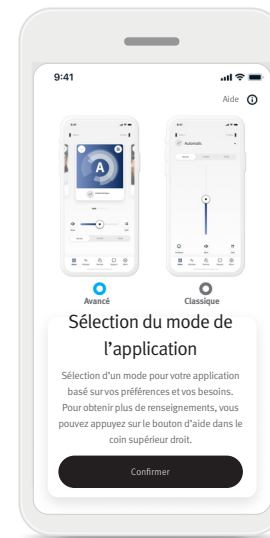 9:41
Aide
Automatic
A
Avancé
Classique
Sélection du mode de
l'application
Sélection d'un mode pour votre application
basé sur vos préférences et vos besoins.
Pour obtenir plus de renseignements, vous
pouvez appuyez sur le bouton d'aide dans le
coin supérieur droit.
Confirmer